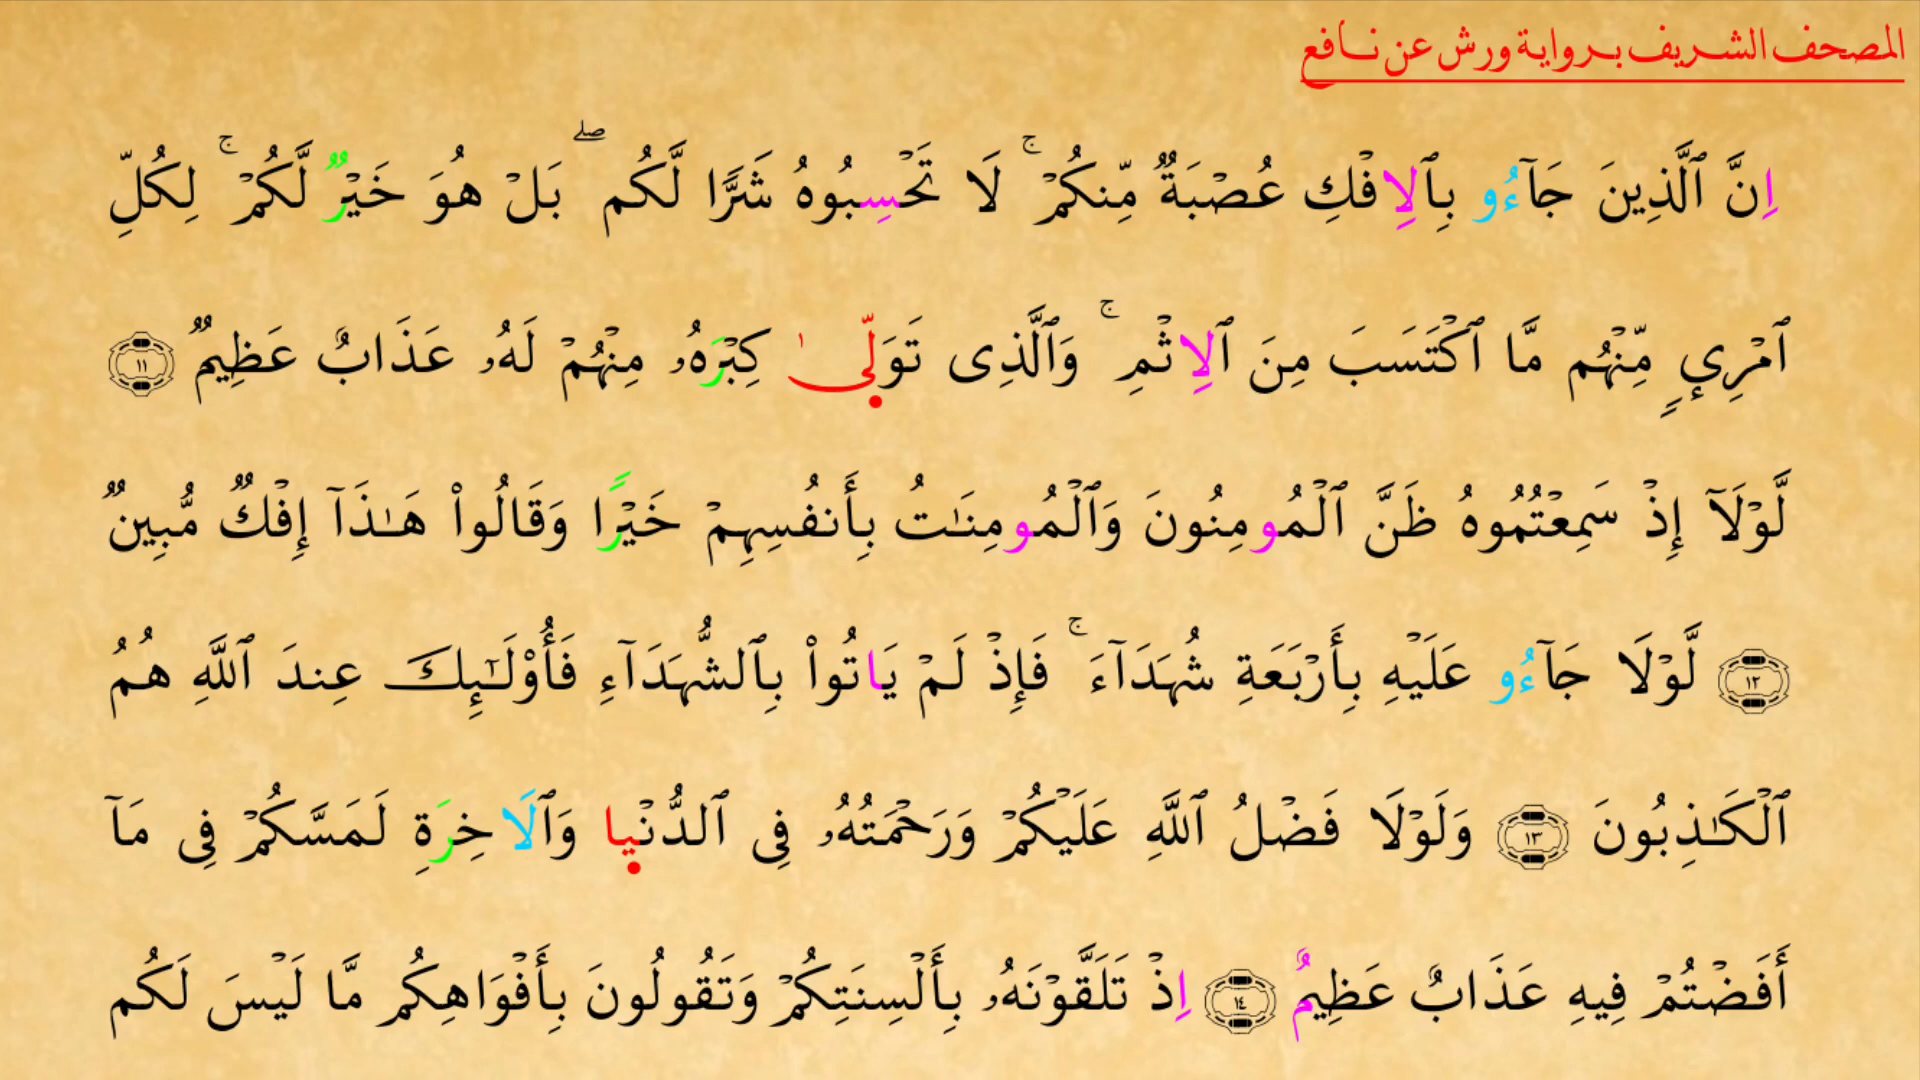 المصحف الشريف برواية ورش عن نافع
اِنَّ ٱلَّذِينَ جَآءُو بِٱلِافْكِ عُصْبَةٌ مِّنكُمْۚ لَا تَحْسِبُوهُ شَرًّا لَّكُمۖ بَلْ هُوَ خَيْرٌ لَّكُمْۚ لِكُلِّ
ٱمْرِيٕٖ مِّنْهُم مَّا ٱكْتَسَبَ مِنَ ٱلِاثْمِۚ وَٱلَّذِى تَوَلّٜىٰ كِبْرَهُۥ مِنْهُمْ لَهُۥ عَذَابٌ عَظِيمٌ ١١
لَّوْلَآ إِذْ سَمِعْتُمُوهُ ظَنَّ ٱلْمُومِنُونَ وَٱلْمُومِنَٰتُ بِأَنفُسِهِمْ خَيْرًا وَقَالُوا۟ هَٰذَآ إِفْكٌ مُّبِينٌ
١٢ لَّوْلَا جَآءُو عَلَيْهِ بِأَرْبَعَةِ شُهَدَآءَۚ فَإِذْ لَمْ يَاتُوا۟ بِٱلشُّهَدَآءِ فَأُوْلَٰٓئِكَ عِندَ ٱللَّهِ هُمُ
ٱلْكَٰذِبُونَ ١٣ وَلَوْلَا فَضْلُ ٱللَّهِ عَلَيْكُمْ وَرَحْمَتُهُۥ فِى ٱلدُّنْيٜا وَٱلَاخِرَةِ لَمَسَّكُمْ فِى مَآ
أَفَضْتُمْ فِيهِ عَذَابٌ عَظِيمٌ ١٤ اِذْ تَلَقَّوْنَهُۥ بِأَلْسِنَتِكُمْ وَتَقُولُونَ بِأَفْوَاهِكُم مَّا لَيْسَ لَكُم